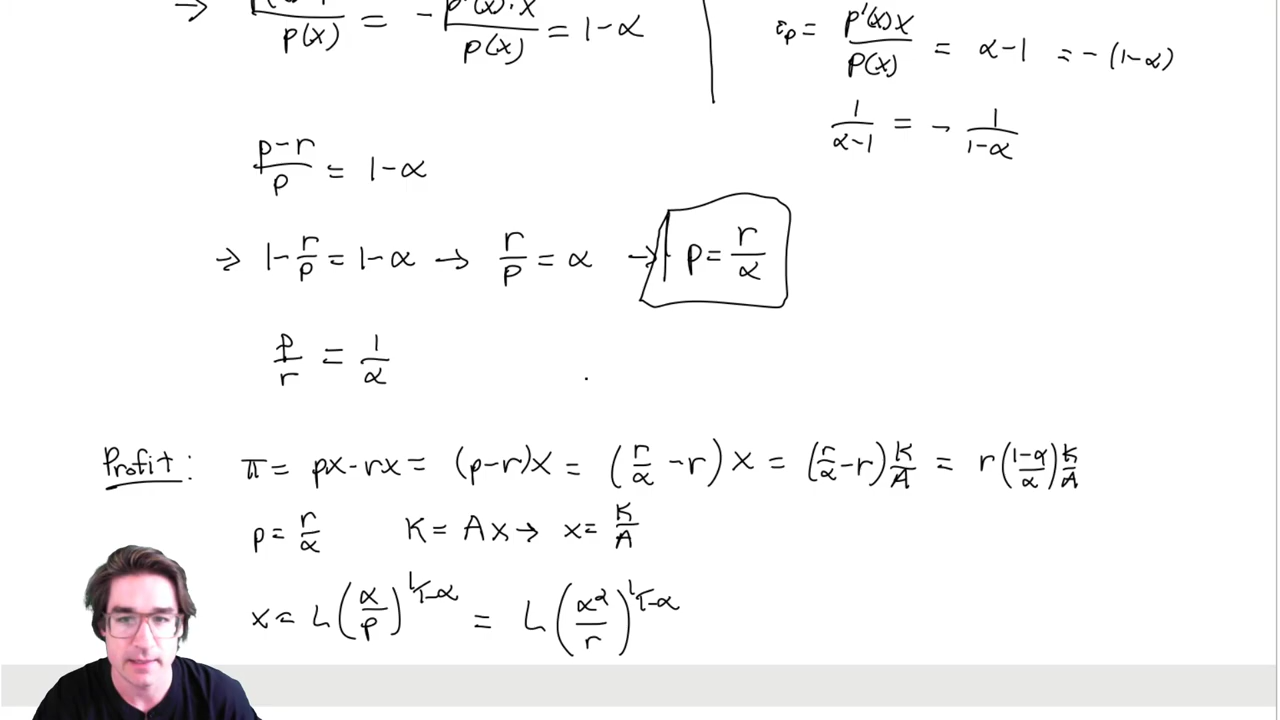 → p(x) = - p'(x)·x / p(x) = 1-α
εp = p'(x)x / p(x) = α-1 = -(1-α)
1/(α-1) = - 1/(1-α)
(p-r)/p = 1-α
→ 1 - r/p = 1-α → r/p = α → p = r/α
p/r = 1/α
Profit: π = px-rx = (p-r)x = (r/α -r) x = (r/α -r) K/A = r((1-α)/α) K/A
p = r/α K = Ax → x = K/A
x = L (α/p)^1/1-α = L (α²/r)^1/1-α